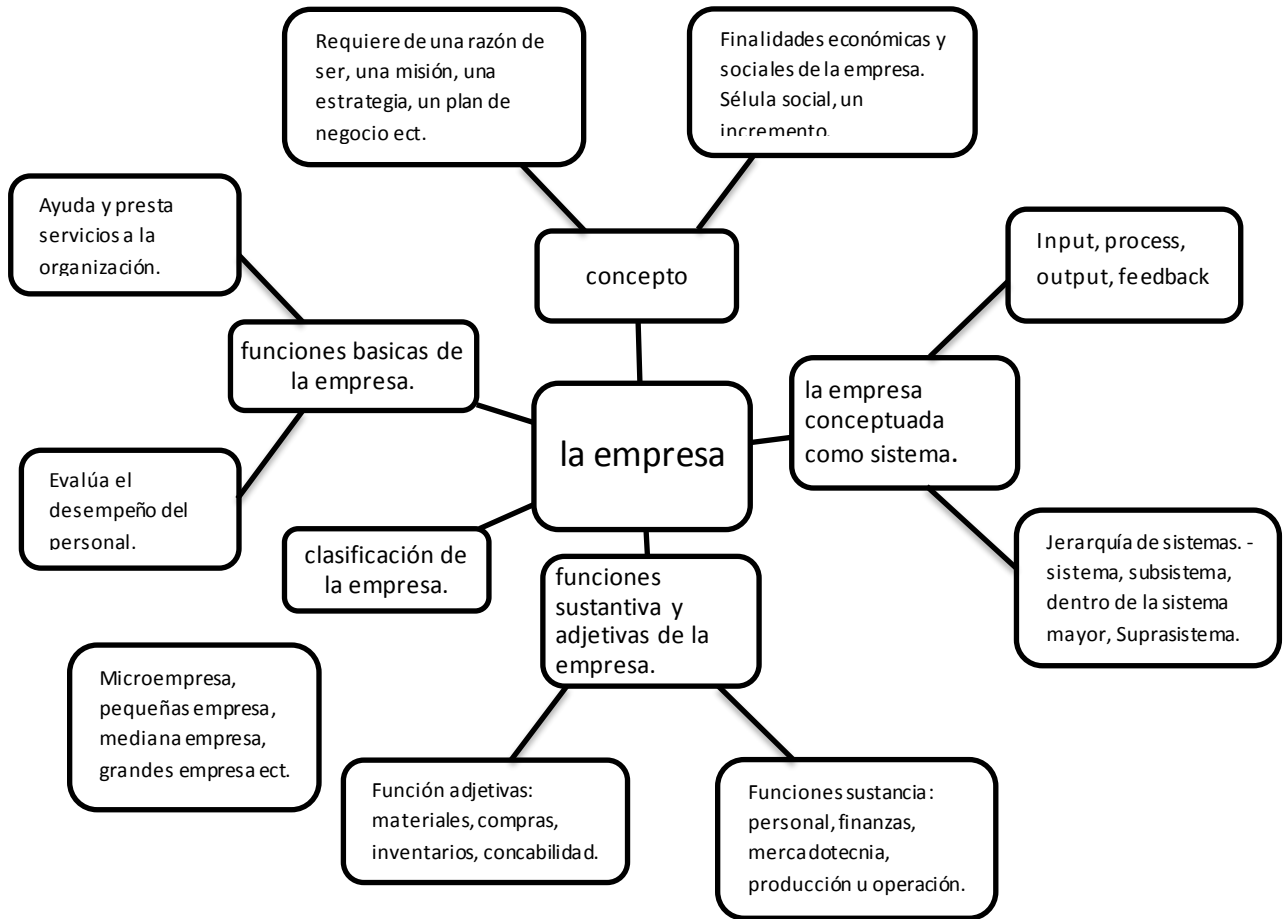 Requiere de una razón de
ser, una misión, una
estrategia, un plan de
negocio ect.
Finalidades económicas y
sociales de la empresa.
Sélula social, un
incremento.
Ayuda y presta
servicios a la
organización.
concepto
Input, process,
output, feedback
funciones basicas de
la empresa.
la empresa
conceptuada
como sistema.
la empresa
Evalúa el
desempeño del
personal.
clasificación de
la empresa.
funciones
sustantiva y
adjetivas de la
empresa.
Jerarquía de sistemas. -
sistema, subsistema,
dentro de la sistema
mayor, Suprasistema.
Microempresa,
pequeñas empresa,
mediana empresa,
grandes empresa ect.
Función adjetivas:
materiales, compras,
inventarios, concabilidad.
Funciones sustancia:
personal, finanzas,
mercadotecnia,
producción u operación.